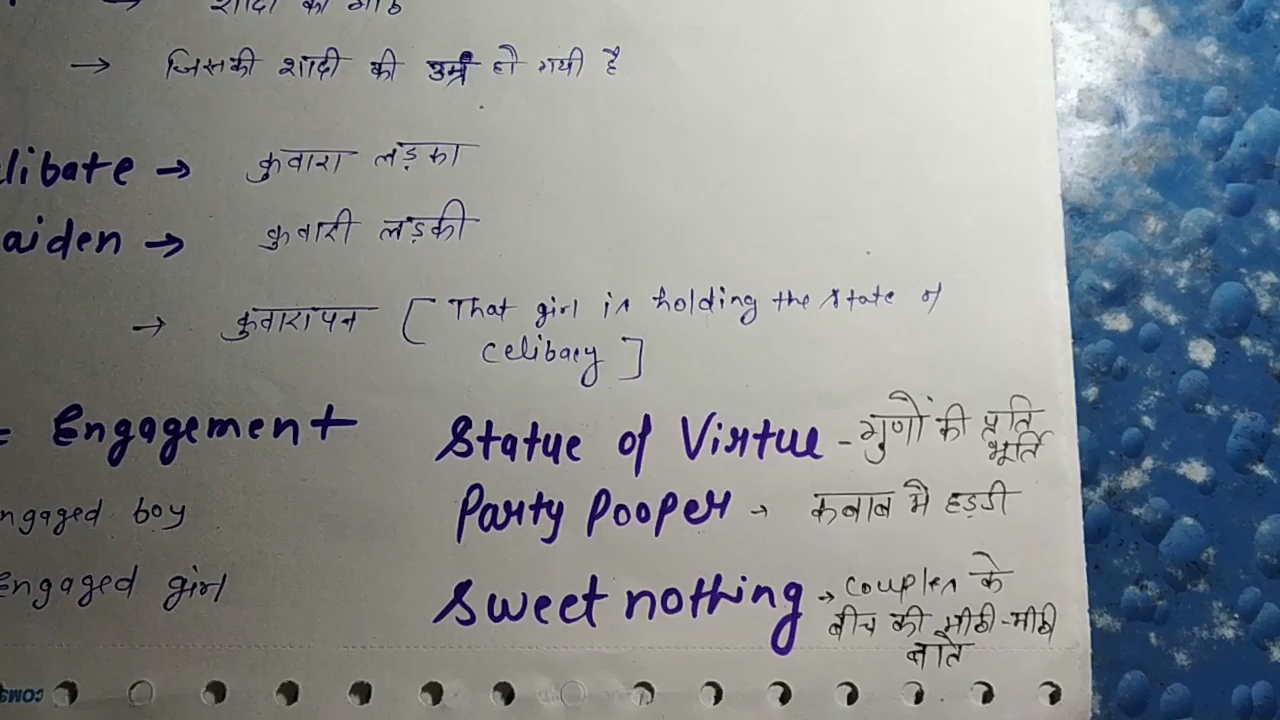 → शादी की गांठ
→ जिसकी शादी की उम्र हो गयी है
libate → कुवारा लड़का
aiden → कुवारी लड़की
→ कुवारापन [ That girl is holding the state of
celibacy ]
= Engagement
ngaged boy
Engaged girl
Statue of Virtue - गुणों की प्रति
मूर्ति
Party Pooper → कबाब मै हड्डी
Sweet nothing → couples के
बीच की मीठी-मीठी
बाते